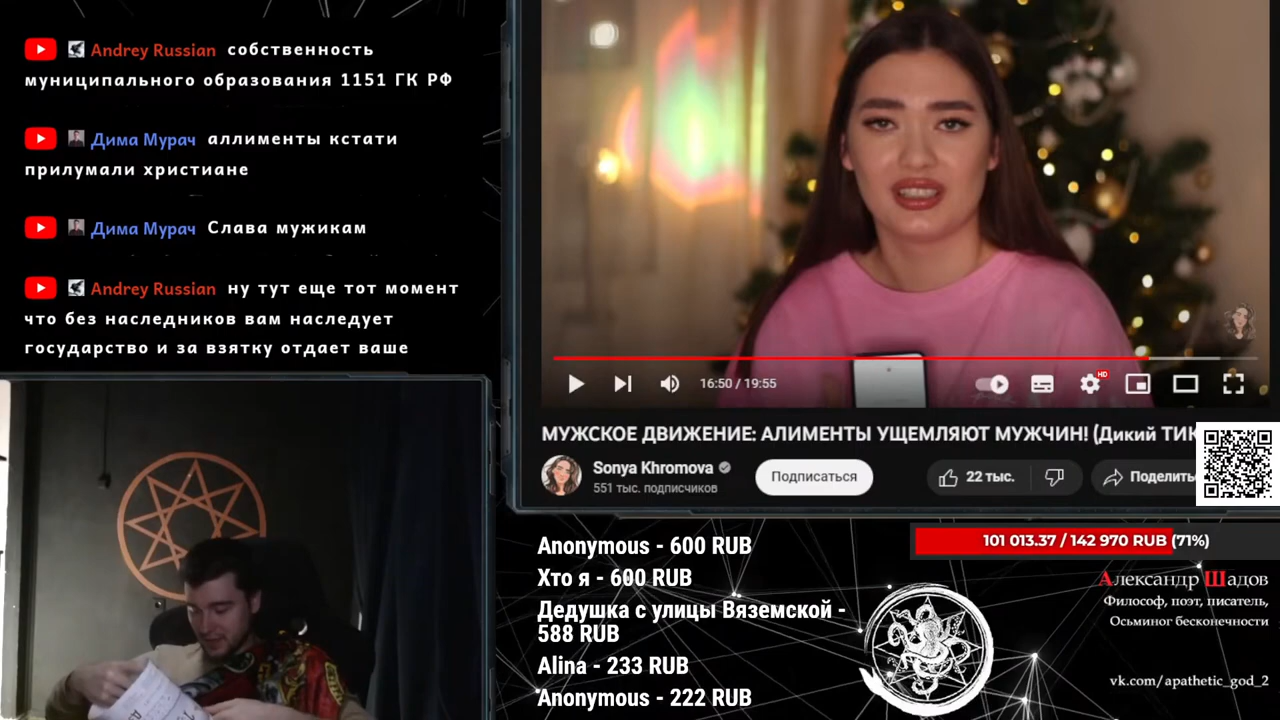 Andrey Russian собственность
муниципального образования 1151 ГК РФ
Дима Мурач аллименты кстати
прилумали христиане
Дима Мурач Слава мужикам
Andrey Russian ну тут еще тот момент
что без наследников вам наследует
государство и за взятку отдает ваше
16:50 / 19:55
HD
МУЖСКОЕ ДВИЖЕНИЕ: АЛИМЕНТЫ УЩЕМЛЯЮТ МУЖЧИН! (Дикий ТИК
Sonya Khromova
551 тыс. подписчиков
Подписаться
22 тыс.
Поделить
Anonymous - 600 RUB
Хто я - 600 RUB
Дедушка с улицы Вяземской -
588 RUB
Alina - 233 RUB
Anonymous - 222 RUB
101 013.37 / 142 970 RUB (71%)
Александр Шадов
Философ, поэт, писатель,
Осьминог бесконечности
vk.com/apathetic_god_2